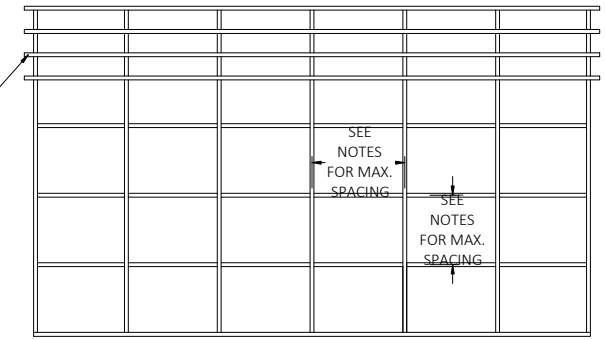 SEE
NOTES
FOR MAX.
SPACING
SEE
NOTES
FOR MAX.
SPACING